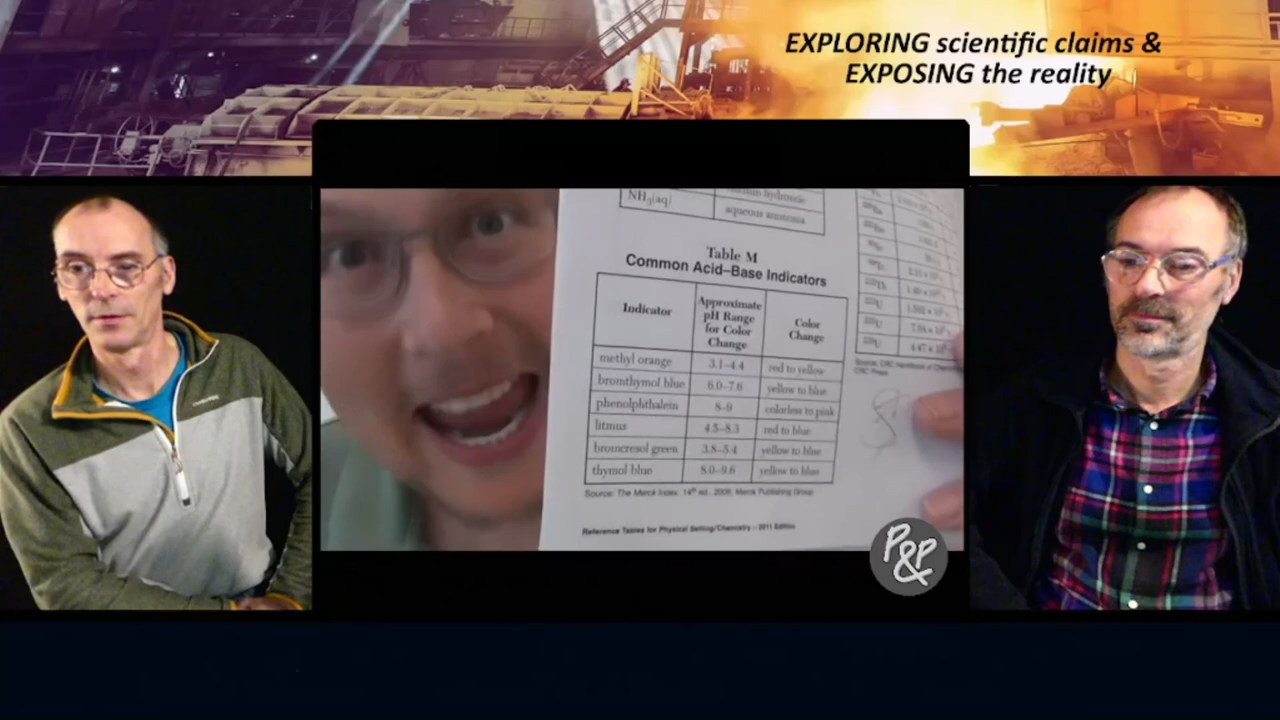 EXPLORING scientific claims &
EXPOSING the reality
NH3(aq)
aqueous ammonia
Table M
Common Acid–Base Indicators
Indicator
Approximate
pH Range
for Color
Change
Color
Change
methyl orange 3.1–4.4 red to yellow
bromthymol blue 6.0–7.6 yellow to blue
phenolphthalein 8–9 colorless to pink
litmus 4.5–8.3 red to blue
bromcresol green 3.8–5.4 yellow to blue
thymol blue 8.0–9.6 yellow to blue
Source: The Merck Index, 14th ed., 2006, Merck Publishing Group
Reference Tables for Physical Setting/Chemistry – 2011 Edition
P&P